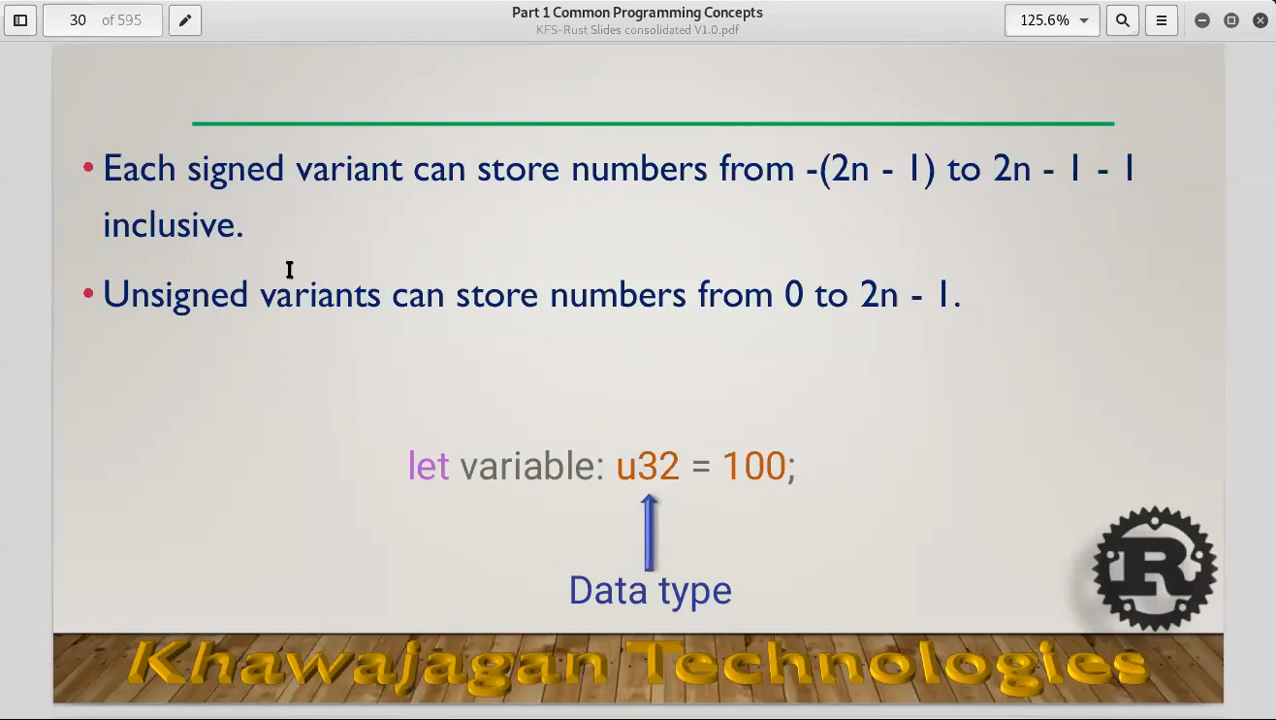 30 of 595
Part 1 Common Programming Concepts
KFS-Rust Slides consolidated V1.0.pdf
125.6%
• Each signed variant can store numbers from -(2n - 1) to 2n - 1 - 1
inclusive.
• Unsigned variants can store numbers from 0 to 2n - 1.
let variable: u32 = 100;
Data type
R
Khawajagan Technologies